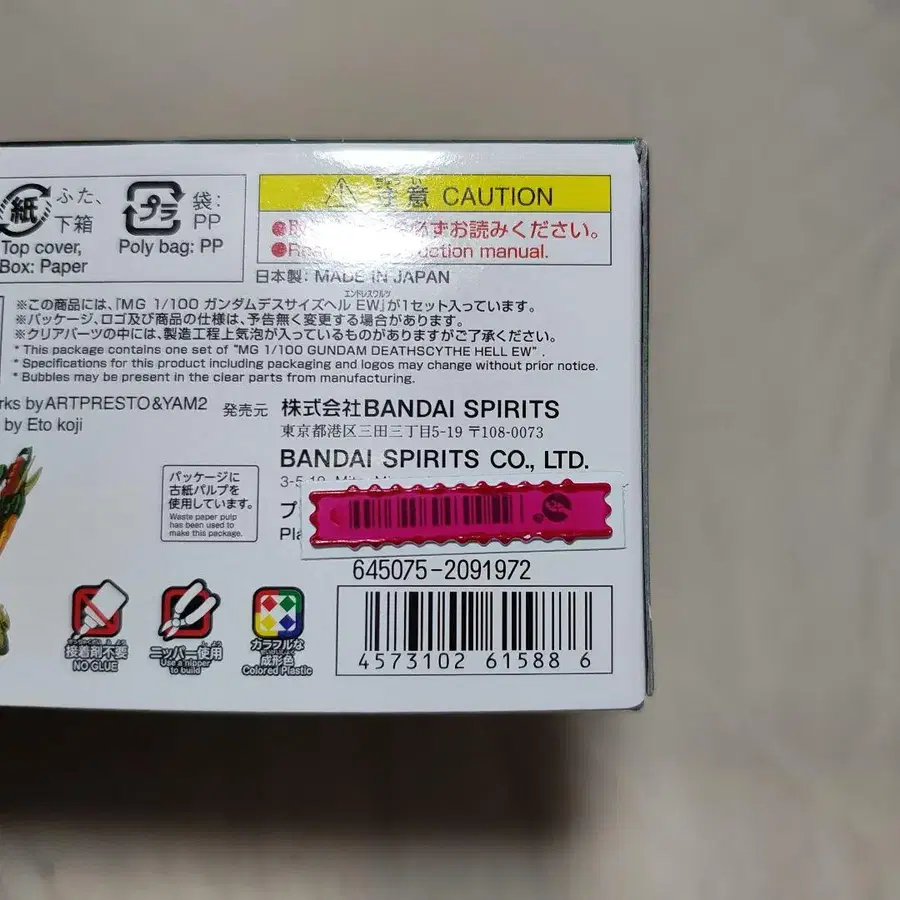 紙
ふた、
下箱
Top cover,
Box: Paper
プラ
袋:
PP
Poly bag: PP
注意 CAUTION
ずお読みください。
manual.
日本製: MADE IN JAPAN
エンドレスワルツ
※この商品には、『MG 1/100 ガンダムデスサイズヘル EW』が1セット入っています。
※パッケージ、ロゴ及び商品の仕様は、予告無く変更する場合があります。
※クリアパーツの中には、製造工程上気泡が入っているものがありますがご了承ください。
* This package contains one set of "MG 1/100 GUNDAM DEATHSCYTHE HELL EW" .
* Specifications for this product including packaging and logos may change without prior notice.
* Bubbles may be present in the clear parts from manufacturing.
rks by ARTPRESTO&YAM2
by Eto koji
発売元 株式会社BANDAI SPIRITS
東京都港区三田三丁目5-19 〒108-0073
BANDAI SPIRITS CO., LTD.
パッケージに
古紙パルプを
使用しています。
Waste paper pulp
has been used to
make this package.
プ
Pla
645075-2091972
4573102 61588 6
接着剤不要
NO GLUE
ニッパー使用
Use a nipper
to build
カラフルな
成形色
Colored Plastic